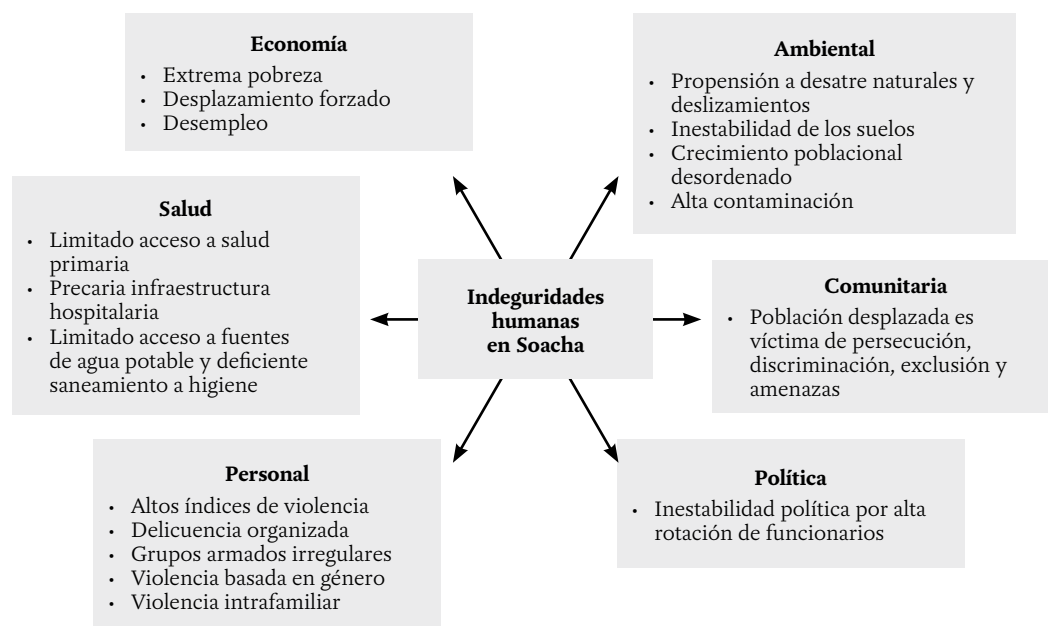 Economía
• Extrema pobreza
• Desplazamiento forzado
• Desempleo
Ambiental
• Propensión a desatre naturales y
deslizamientos
• Inestabilidad de los suelos
• Crecimiento poblacional
desordenado
• Alta contaminación
Salud
• Limitado acceso a salud
primaria
• Precaria infraestructura
hospitalaria
• Limitado acceso a fuentes
de agua potable y deficiente
saneamiento a higiene
Indeguridades
humanas
en Soacha
Comunitaria
• Población desplazada es
víctima de persecución,
discriminación, exclusión y
amenazas
Personal
• Altos índices de violencia
• Delicuencia organizada
• Grupos armados irregulares
• Violencia basada en género
• Violencia intrafamiliar
Política
• Inestabilidad política por alta
rotación de funcionarios